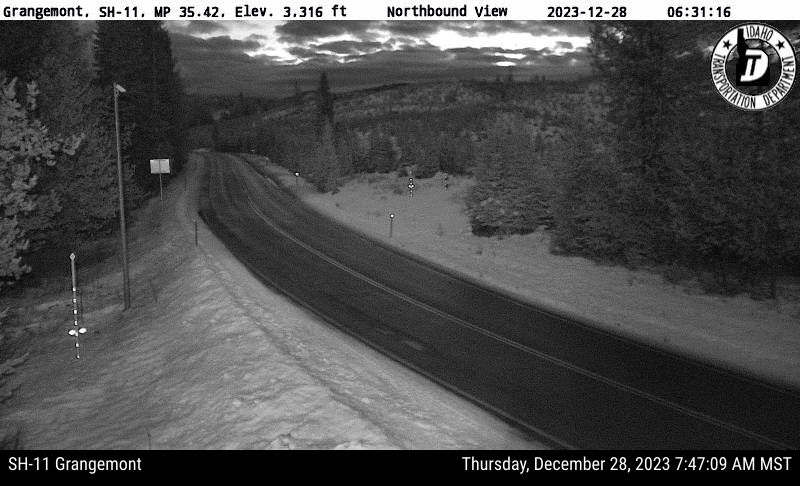 Grangemont, SH-11, MP 35.42, Elev. 3,316 ft Northbound View 2023-12-28 06:31:16
IDAHO
TRANSPORTATION DEPARTMENT
SH-11 Grangemont Thursday, December 28, 2023 7:47:09 AM MST